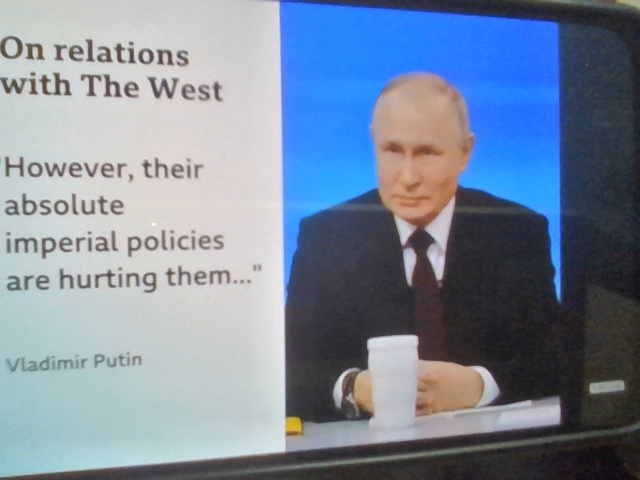 On relations
with The West
"However, their
absolute
imperial policies
are hurting them..."
Vladimir Putin